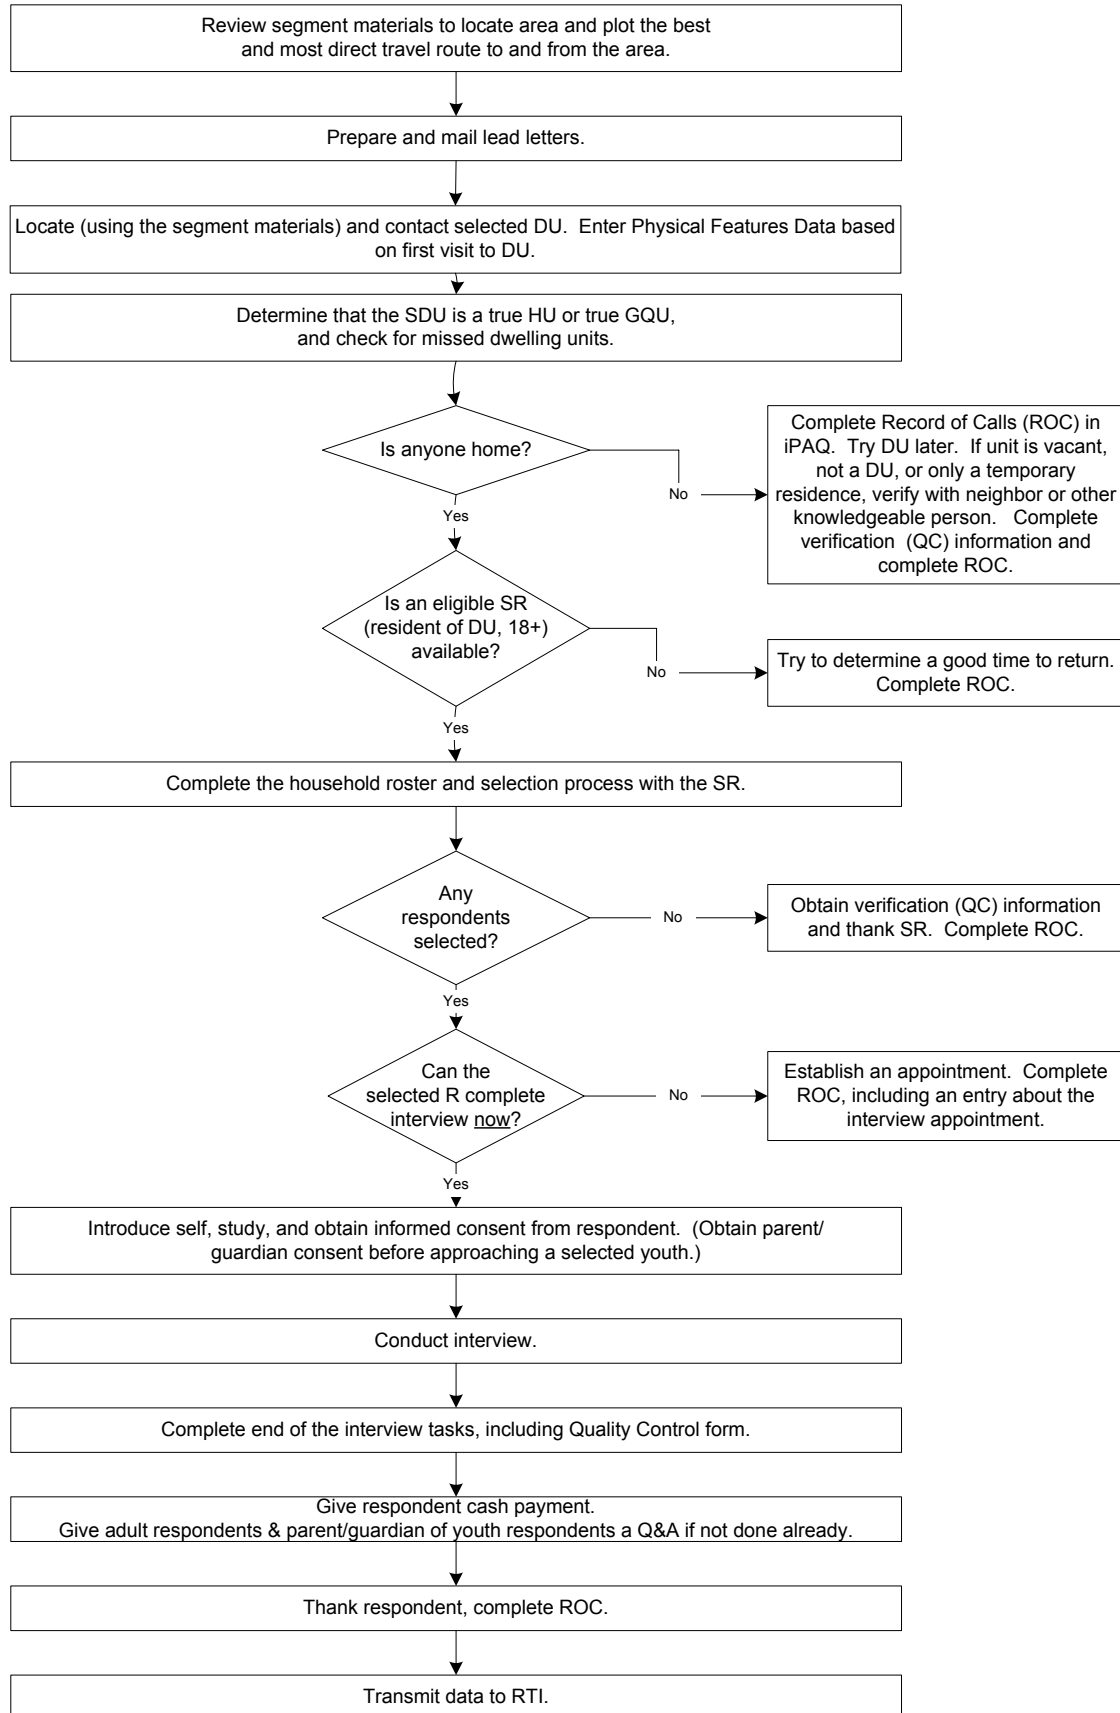 Review segment materials to locate area and plot the best
and most direct travel route to and from the area.
Prepare and mail lead letters.
Locate (using the segment materials) and contact selected DU.  Enter Physical Features Data based
on first visit to DU.
Determine that the SDU is a true HU or true GQU,
and check for missed dwelling units.
Is anyone home?
No
Complete Record of Calls (ROC) in
iPAQ.  Try DU later.  If unit is vacant,
not a DU, or only a temporary
residence, verify with neighbor or other
knowledgeable person.   Complete
verification  (QC) information and
complete ROC.
Yes
Is an eligible SR
(resident of DU, 18+)
available?
No
Try to determine a good time to return.
Complete ROC.
Yes
Complete the household roster and selection process with the SR.
Any
respondents
selected?
No
Obtain verification (QC) information
and thank SR.  Complete ROC.
Yes
Can the
selected R complete
interview now?
No
Establish an appointment.  Complete
ROC, including an entry about the
interview appointment.
Yes
Introduce self, study, and obtain informed consent from respondent.  (Obtain parent/
guardian consent before approaching a selected youth.)
Conduct interview.
Complete end of the interview tasks, including Quality Control form.
Give respondent cash payment.
Give adult respondents & parent/guardian of youth respondents a Q&A if not done already.
Thank respondent, complete ROC.
Transmit data to RTI.